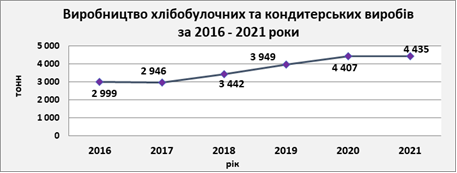 Виробництво хлібобулочних та кондитерських виробів
за 2016 - 2021 роки
тонн
5 000
4 000
3 000
2 000
1 000
0
2 999
2 946
3 442
3 949
4 407
4 435
2016 2017 2018 2019 2020 2021
рік